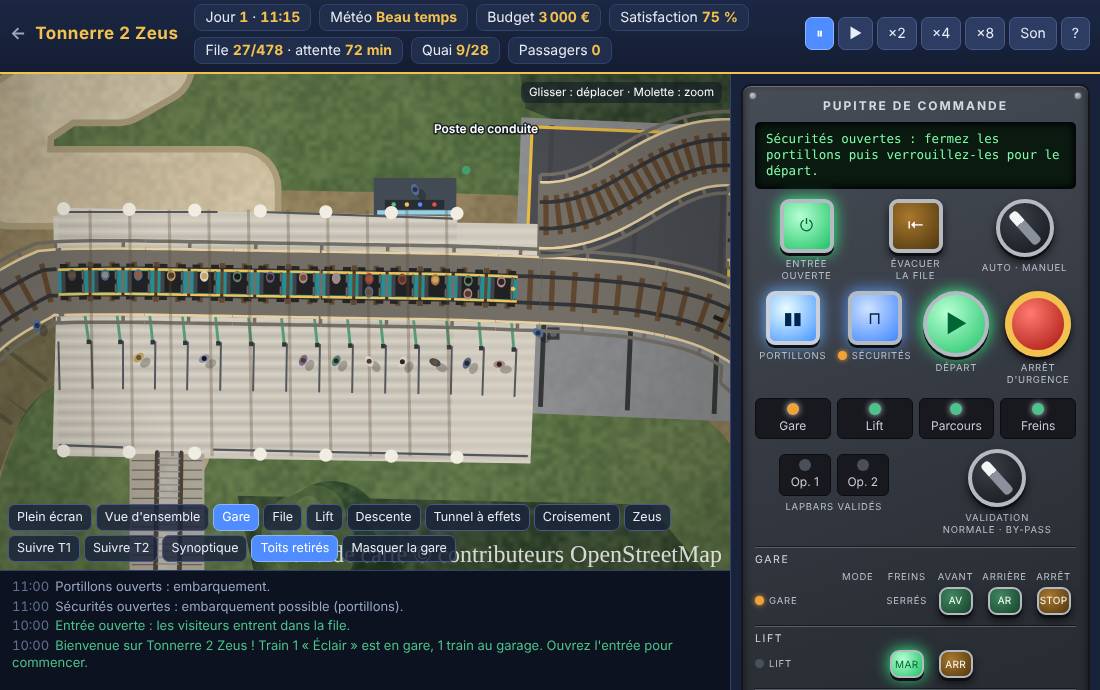 ← Tonnerre 2 Zeus
Jour 1 · 11:15
Météo Beau temps
Budget 3 000 €
Satisfaction 75 %
File 27/478 · attente 72 min
Quai 9/28
Passagers 0
×2
×4
×8
Son
?
Glisser : déplacer · Molette : zoom
Poste de conduite
Plein écran
Vue d'ensemble
Gare
File
Lift
Descente
Tunnel à effets
Croisement
Zeus
Suivre T1
Suivre T2
Synoptique
Toits retirés
Masquer la gare
contributeurs OpenStreetMap
11:00 Portillons ouverts : embarquement.
11:00 Sécurités ouvertes : embarquement possible (portillons).
10:00 Entrée ouverte : les visiteurs entrent dans la file.
10:00 Bienvenue sur Tonnerre 2 Zeus ! Train 1 « Éclair » est en gare, 1 train au garage. Ouvrez l'entrée pour
commencer.
PUPITRE DE COMMANDE
Sécurités ouvertes : fermez les
portillons puis verrouillez-les pour le
départ.
ENTRÉE
OUVERTE
ÉVACUER
LA FILE
AUTO · MANUEL
PORTILLONS
SÉCURITÉS
DÉPART
ARRÊT
D'URGENCE
Gare
Lift
Parcours
Freins
Op. 1
Op. 2
LAPBARS VALIDÉS
VALIDATION
NORMALE · BY-PASS
GARE
MODE FREINS AVANT ARRIÈRE ARRÊT
GARE SERRÉS AV AR STOP
LIFT
LIFT MAR ARR